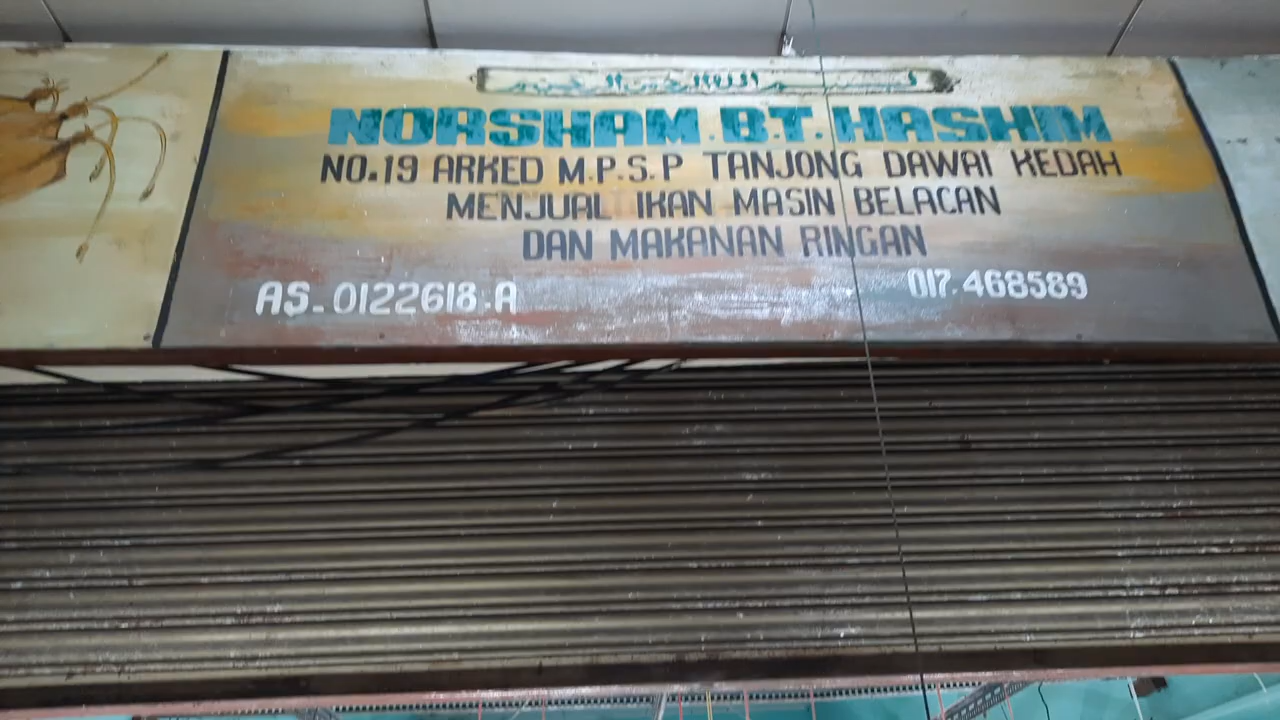 NORSHAM.BT.HASHIM
NO.19 ARKED M.P.S.P TANJONG DAWAI KEDAH
MENJUAL IKAN MASIN BELACAN
DAN MAKANAN RINGAN
AS-0122618-A 017-468589